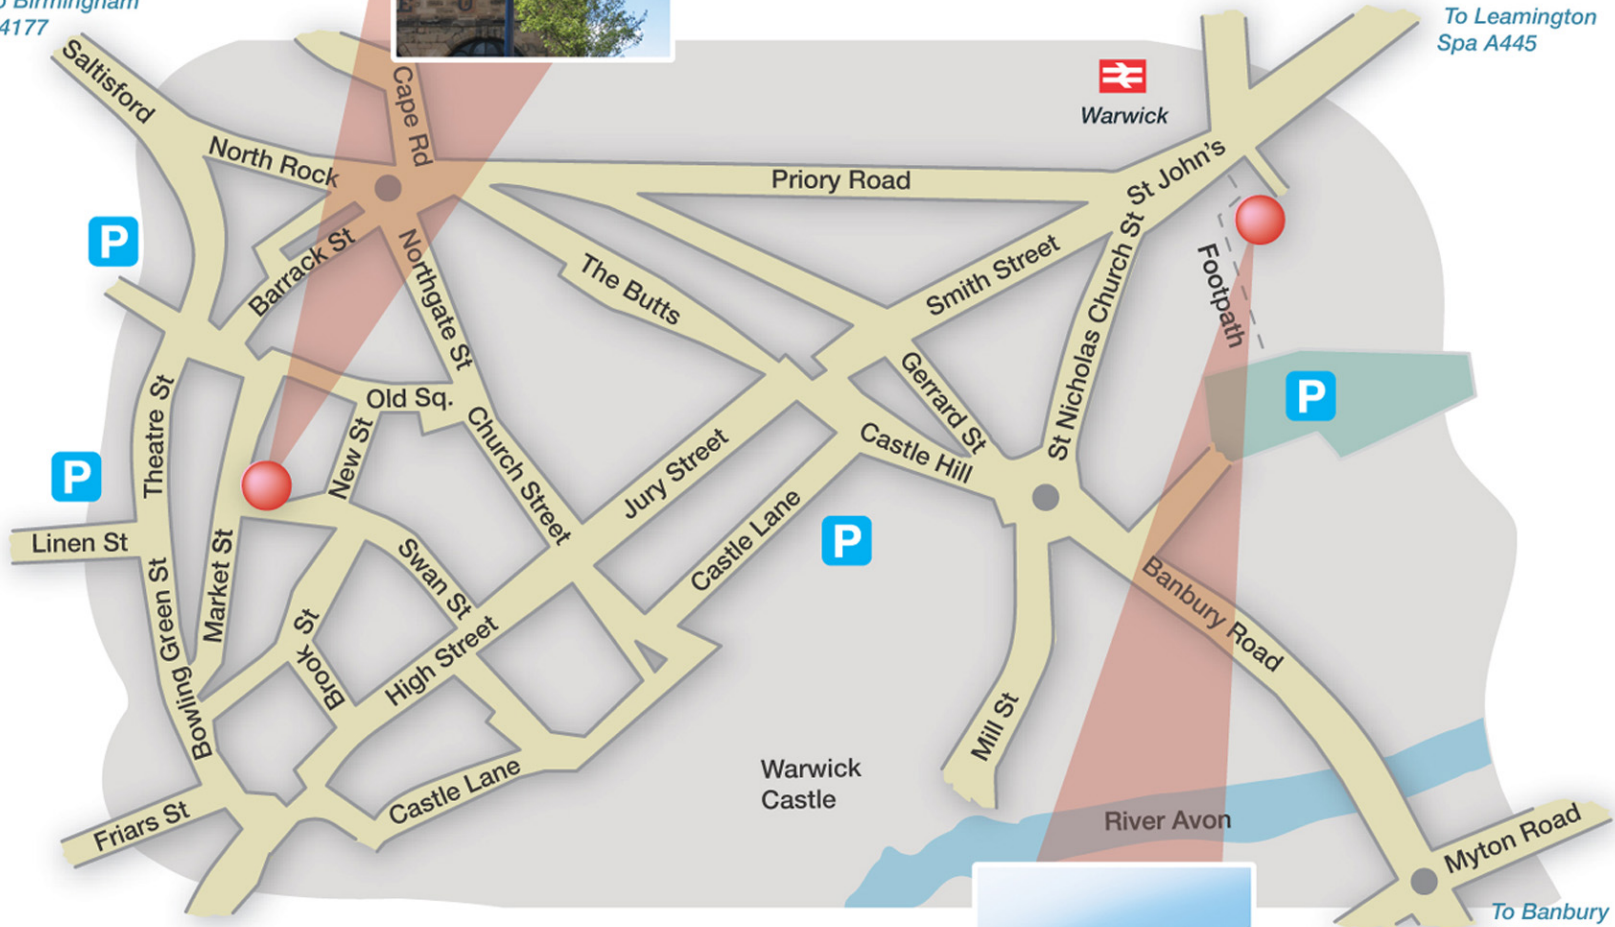 Birmingham
4177
To Leamington
Spa A445
Saltisford
Cape Rd
Warwick
North Rock
Priory Road
St John's
P
Barrack St
Northgate St
The Butts
Smith Street
St Nicholas Church St
Footpath
Theatre St
Old Sq.
New St
Church Street
Gerrard St
P
P
Jury Street
Castle Hill
Linen St
Market St
Swan St
Castle Lane
P
Bowling Green St
Brook St
High Street
Banbury Road
Mill St
Warwick
Castle
Castle Lane
Friars St
River Avon
Myton Road
To Banbury